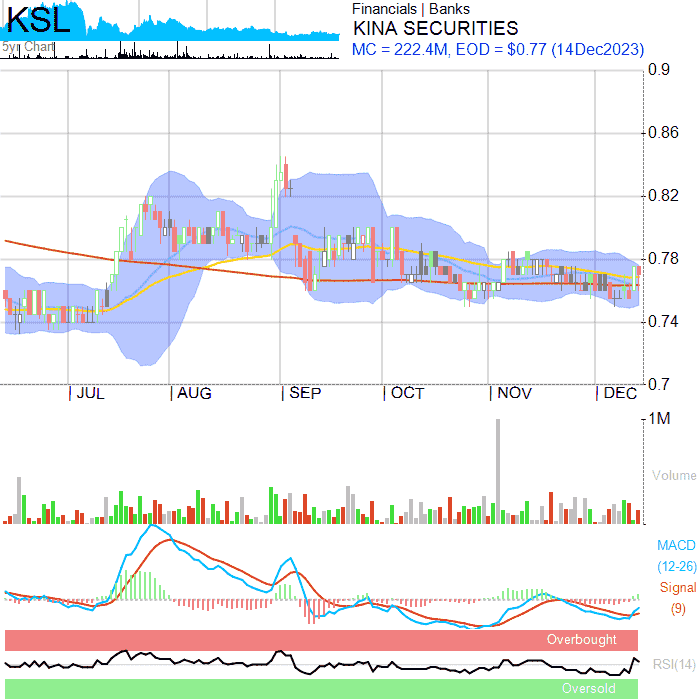 KSL
5yr Chart
Financials | Banks
KINA SECURITIES
MC = 222.4M, EOD = $0.77 (14Dec2023)
0.9
0.86
0.82
0.78
0.74
0.7
JUL AUG SEP OCT NOV DEC
1M
Volume
MACD
(12-26)
Signal
(9)
Overbought
RSI(14)
Oversold